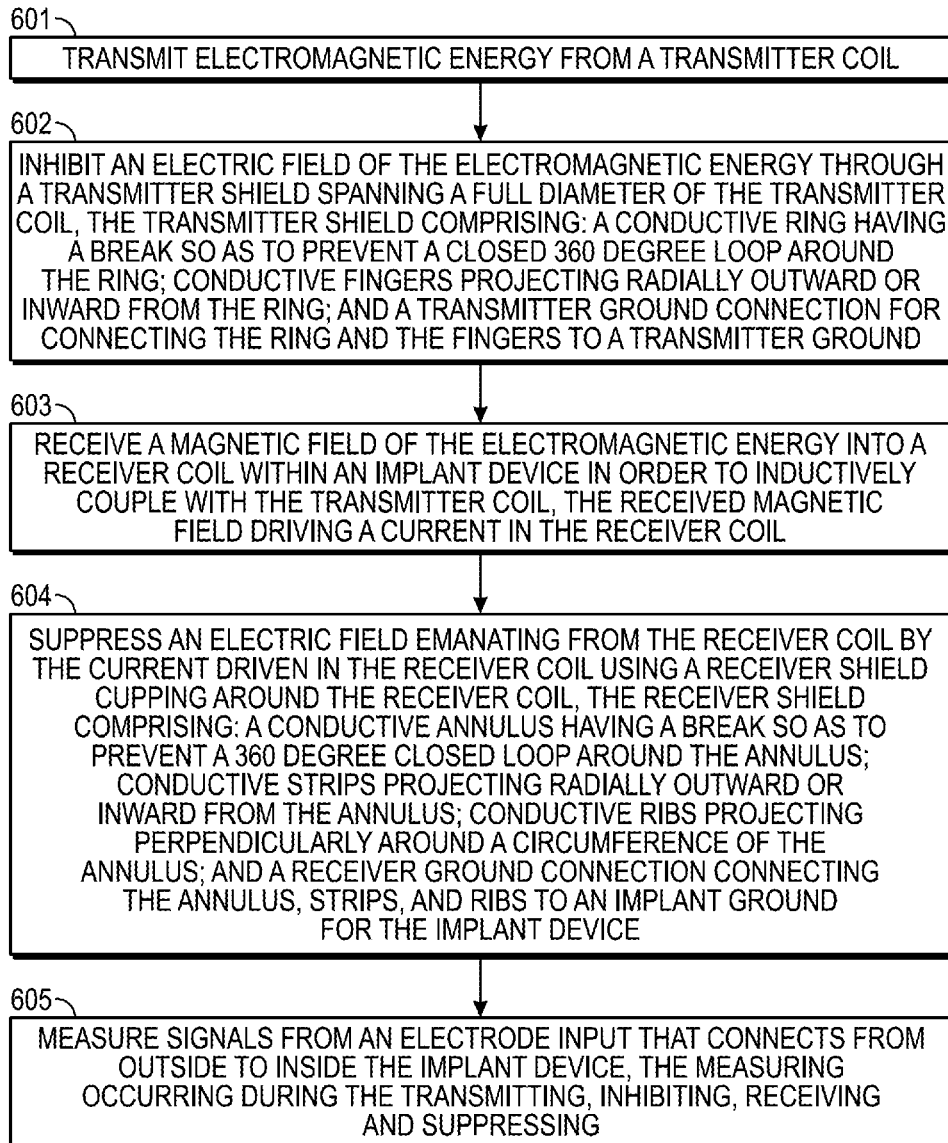 601
TRANSMIT ELECTROMAGNETIC ENERGY FROM A TRANSMITTER COIL
602
INHIBIT AN ELECTRIC FIELD OF THE ELECTROMAGNETIC ENERGY THROUGH
A TRANSMITTER SHIELD SPANNING A FULL DIAMETER OF THE TRANSMITTER
COIL, THE TRANSMITTER SHIELD COMPRISING: A CONDUCTIVE RING HAVING
A BREAK SO AS TO PREVENT A CLOSED 360 DEGREE LOOP AROUND
THE RING; CONDUCTIVE FINGERS PROJECTING RADIALLY OUTWARD OR
INWARD FROM THE RING; AND A TRANSMITTER GROUND CONNECTION FOR
CONNECTING THE RING AND THE FINGERS TO A TRANSMITTER GROUND
603
RECEIVE A MAGNETIC FIELD OF THE ELECTROMAGNETIC ENERGY INTO A
RECEIVER COIL WITHIN AN IMPLANT DEVICE IN ORDER TO INDUCTIVELY
COUPLE WITH THE TRANSMITTER COIL, THE RECEIVED MAGNETIC
FIELD DRIVING A CURRENT IN THE RECEIVER COIL
604
SUPPRESS AN ELECTRIC FIELD EMANATING FROM THE RECEIVER COIL BY
THE CURRENT DRIVEN IN THE RECEIVER COIL USING A RECEIVER SHIELD
CUPPING AROUND THE RECEIVER COIL, THE RECEIVER SHIELD
COMPRISING: A CONDUCTIVE ANNULUS HAVING A BREAK SO AS TO
PREVENT A 360 DEGREE CLOSED LOOP AROUND THE ANNULUS;
CONDUCTIVE STRIPS PROJECTING RADIALLY OUTWARD OR
INWARD FROM THE ANNULUS; CONDUCTIVE RIBS PROJECTING
PERPENDICULARLY AROUND A CIRCUMFERENCE OF THE
ANNULUS; AND A RECEIVER GROUND CONNECTION CONNECTING
THE ANNULUS, STRIPS, AND RIBS TO AN IMPLANT GROUND
FOR THE IMPLANT DEVICE
605
MEASURE SIGNALS FROM AN ELECTRODE INPUT THAT CONNECTS FROM
OUTSIDE TO INSIDE THE IMPLANT DEVICE, THE MEASURING
OCCURRING DURING THE TRANSMITTING, INHIBITING, RECEIVING
AND SUPPRESSING